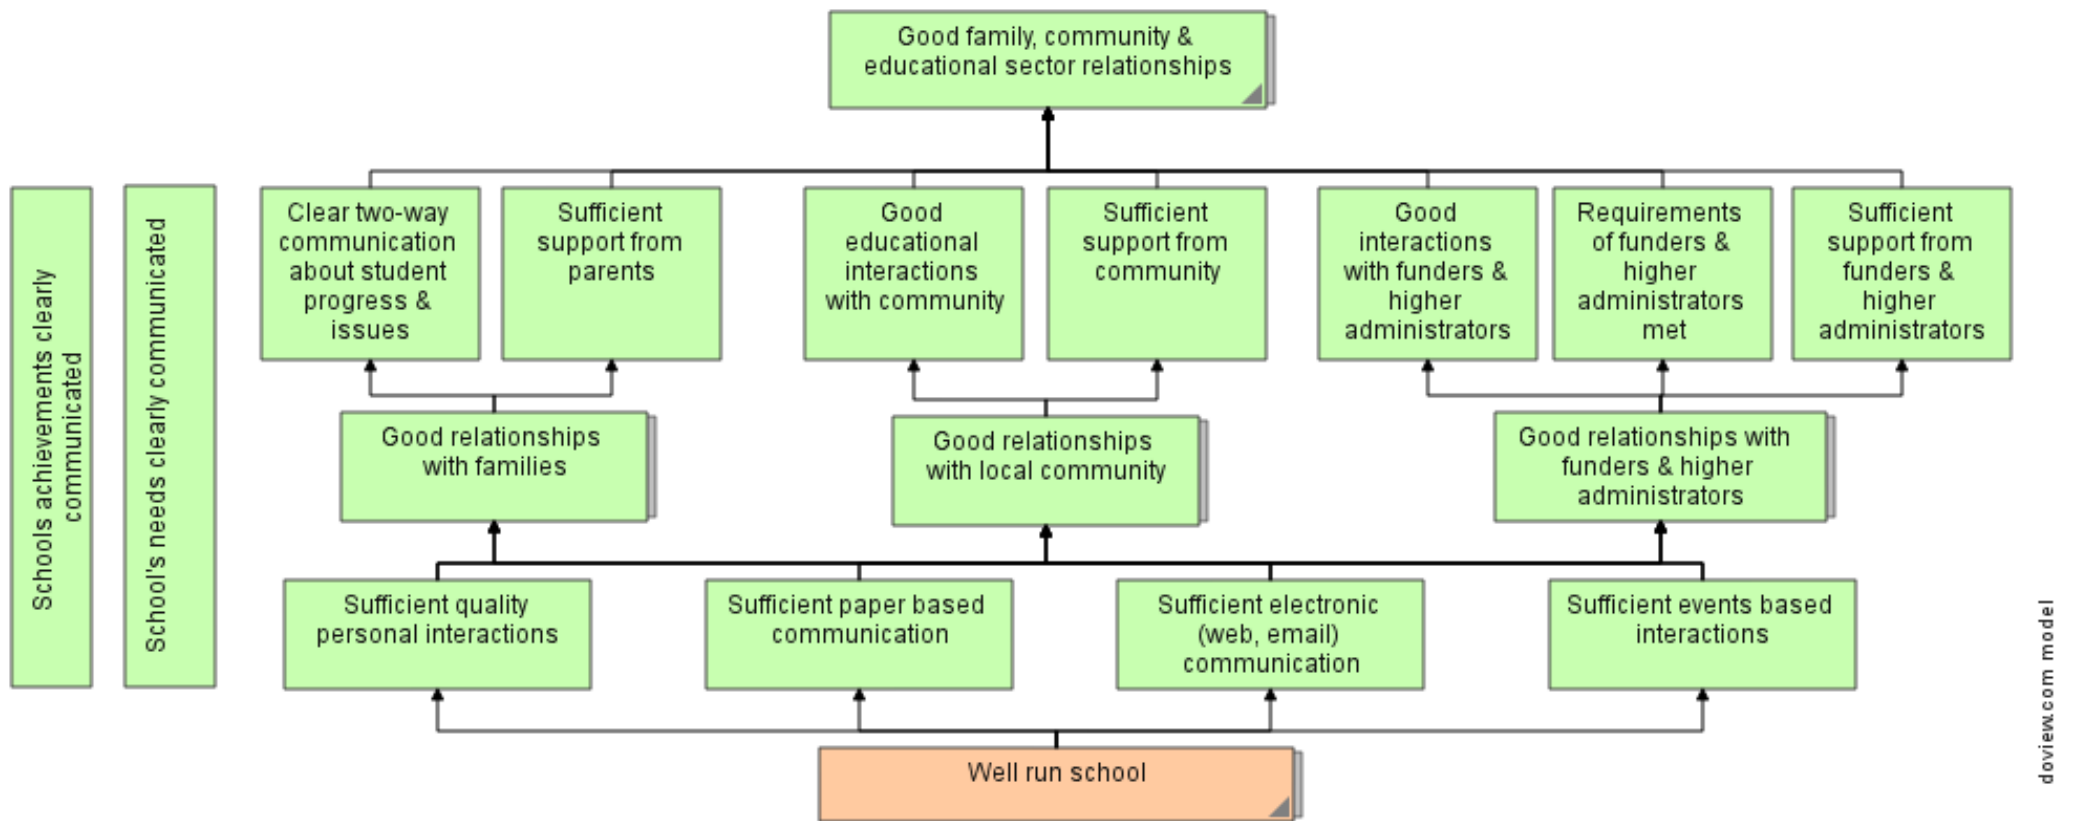 Good family, community &
educational sector relationships
Schools achievements clearly
communicated
School's needs clearly communicated
Clear two-way
communication
about student
progress &
issues
Sufficient
support from
parents
Good
educational
interactions
with community
Sufficient
support from
community
Good
interactions
with funders &
higher
administrators
Requirements
of funders &
higher
administrators
met
Sufficient
support from
funders &
higher
administrators
Good relationships
with families
Good relationships
with local community
Good relationships with
funders & higher
administrators
Sufficient quality
personal interactions
Sufficient paper based
communication
Sufficient electronic
(web, email)
communication
Sufficient events based
interactions
Well run school
doview.com model